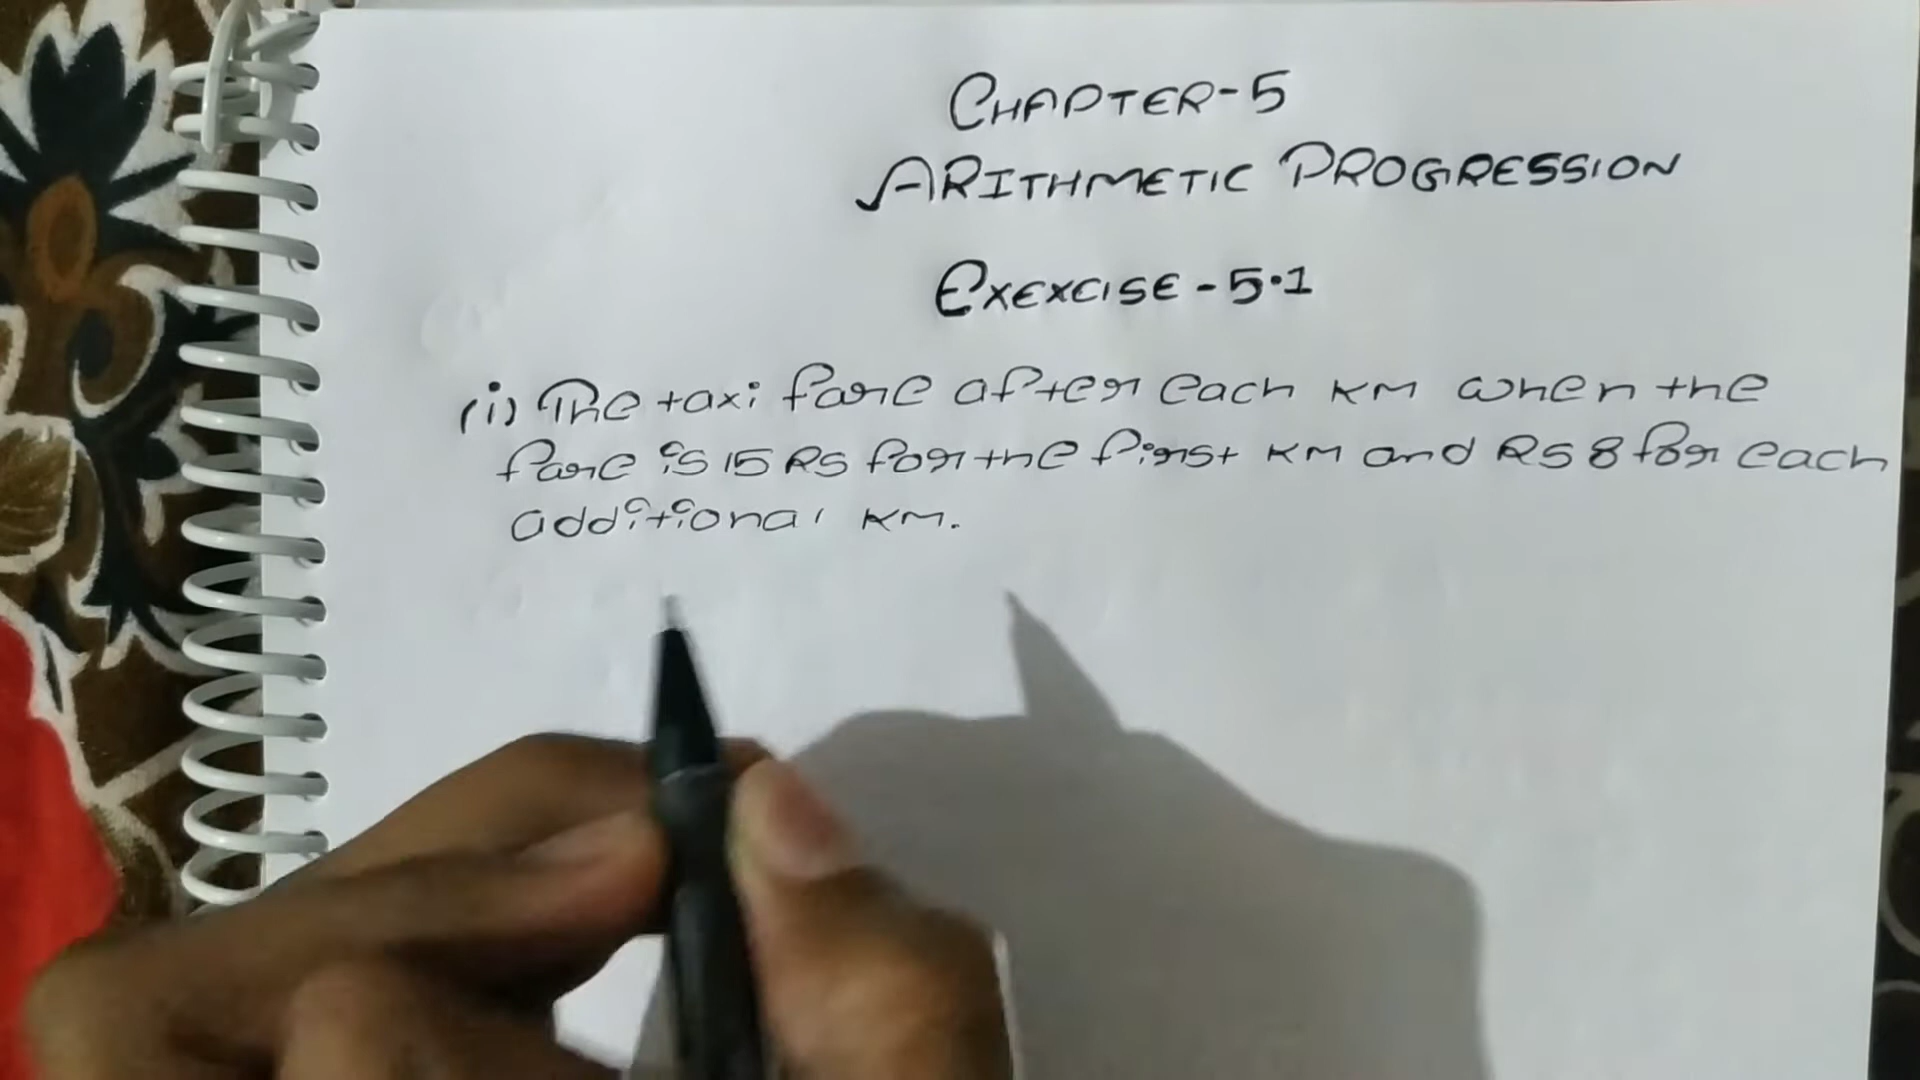 CHAPTER-5
ARITHMETIC PROGRESSION
EXEXCISE-5.1
(i) The taxi fare after each KM when the
fare is 15 RS for the first KM and RS 8 for each
additional KM.